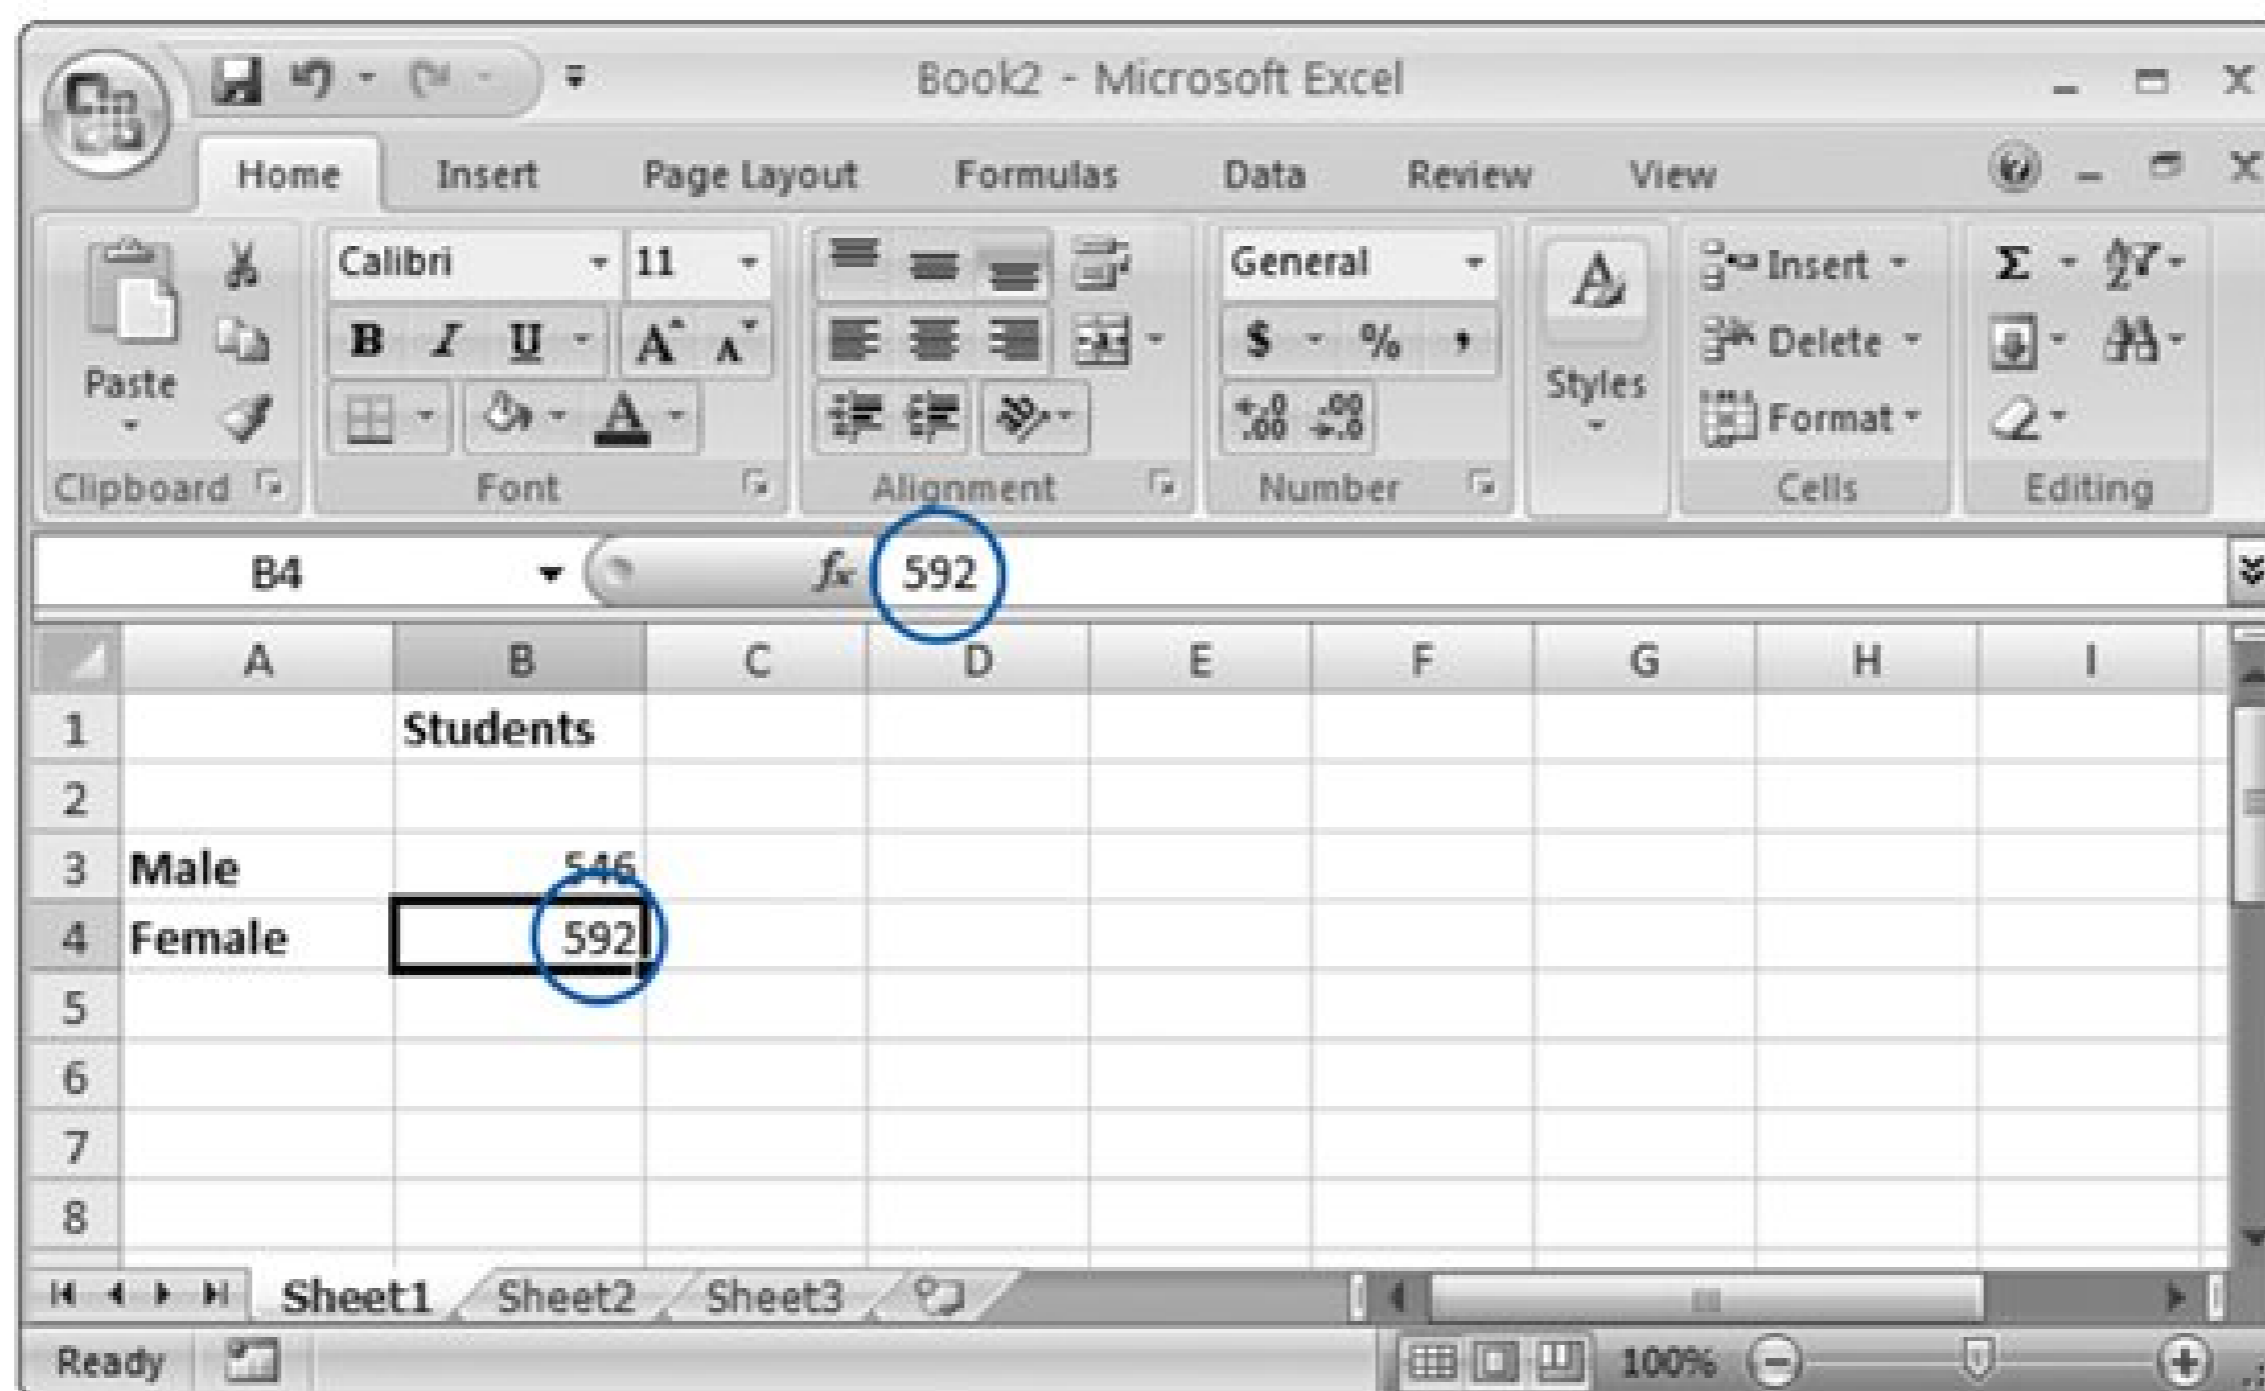 Book2 - Microsoft Excel
Home Insert Page Layout Formulas Data Review View
Calibri 11 General Insert
B I U A A $ % , Delete
Paste A Styles Format
Clipboard Font Alignment Number Cells Editing
B4 fx 592
A B C D E F G H I
1 Students
2
3 Male 546
4 Female 592
5
6
7
8
Sheet1 Sheet2 Sheet3
Ready 100%